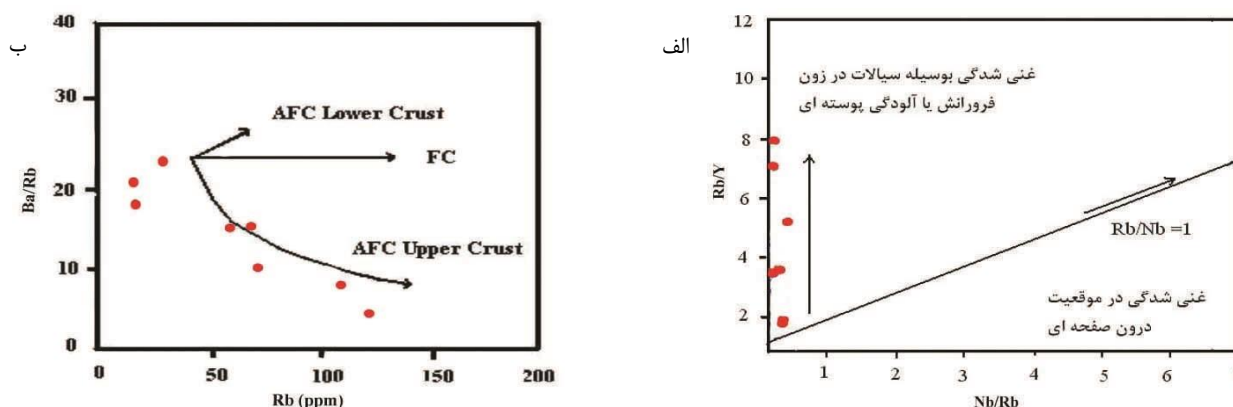 ب
40
30
20
10
0
Ba/Rb
AFC Lower Crust
FC
AFC Upper Crust
0 50 100 150 200
Rb (ppm)
الف
12
10
8
6
4
2
Rb/Y
غنی شدگی بوسیله سیالات در زون
فرورانش یا آلودگی پوسته ای
Rb/Nb =1
غنی شدگی در موقعیت
درون صفحه ای
1 2 3 4 5 6
Nb/Rb